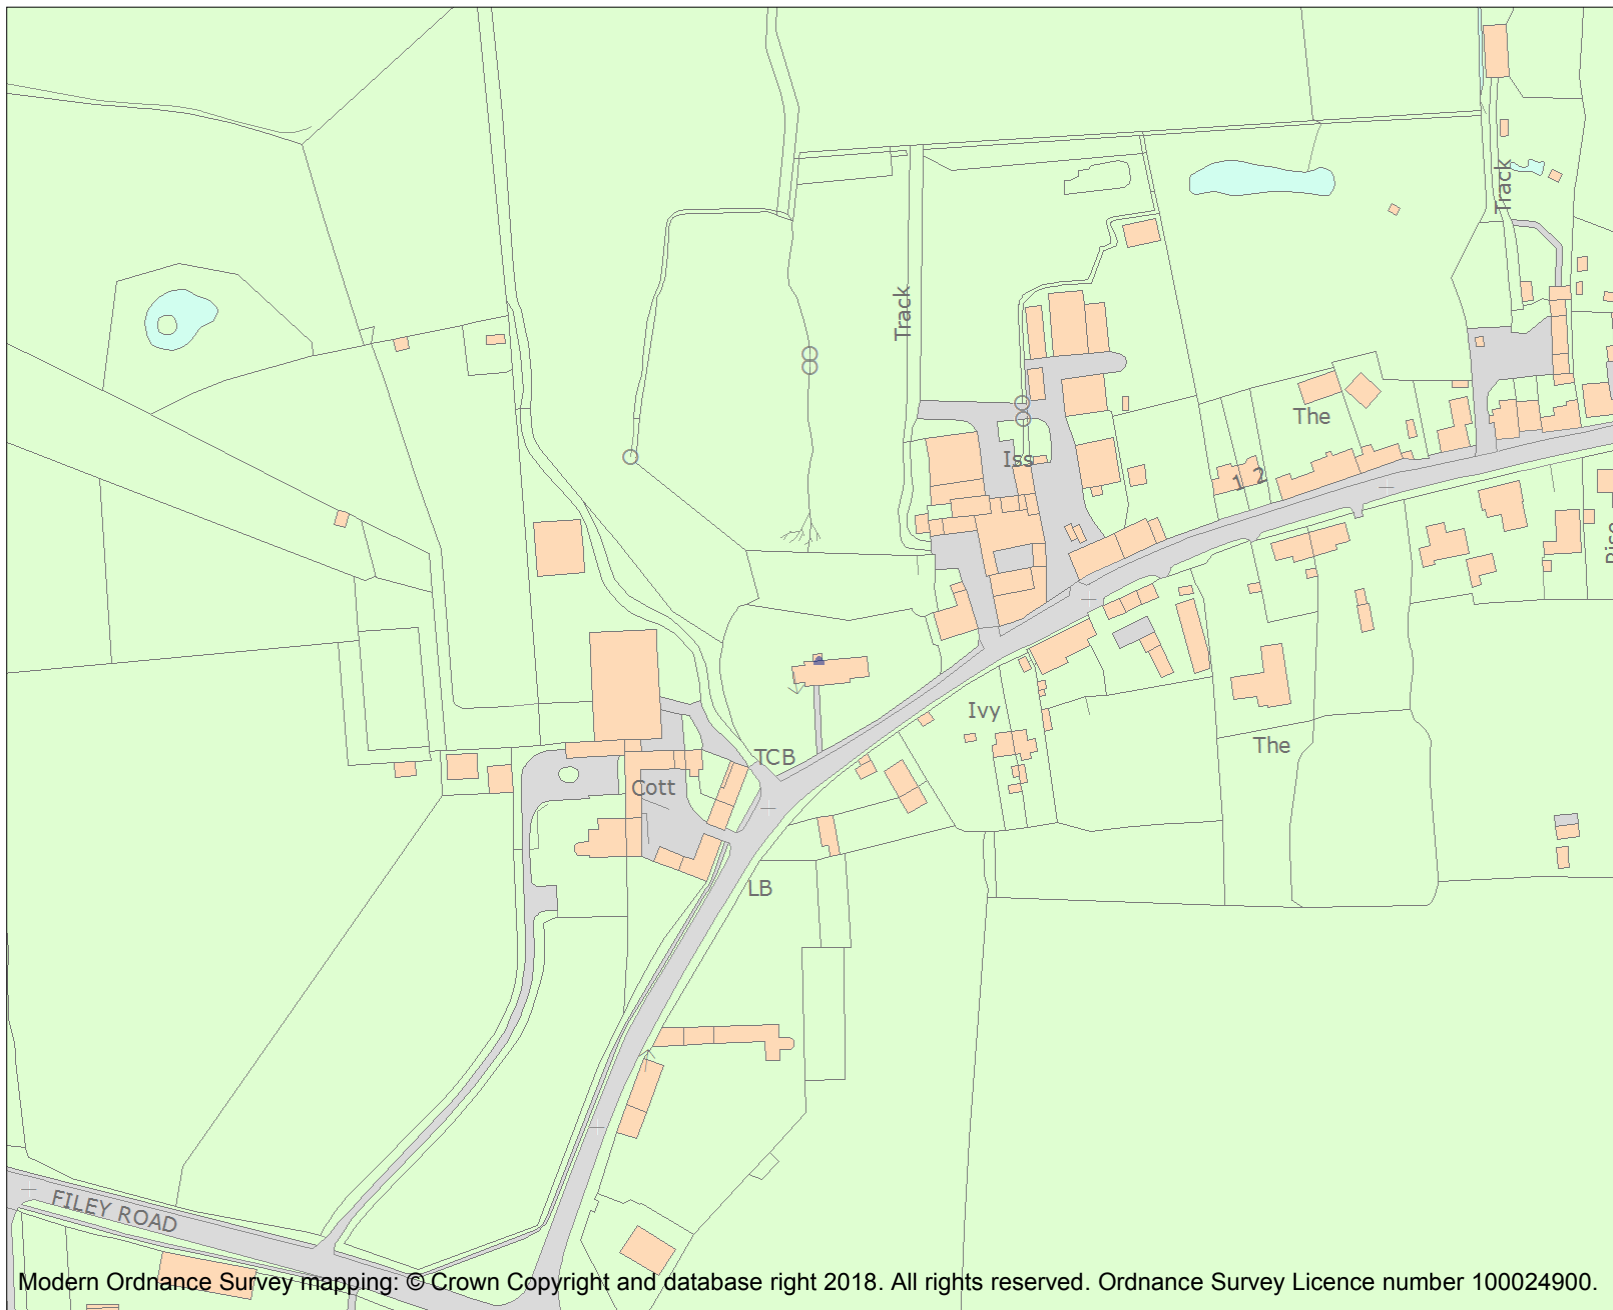 Track
Track
The
Iss
1 2
Ivy
The
TCB
Cott
LB
FILEY ROAD
Modern Ordnance Survey mapping: © Crown Copyright and database right 2018. All rights reserved. Ordnance Survey Licence number 100024900.